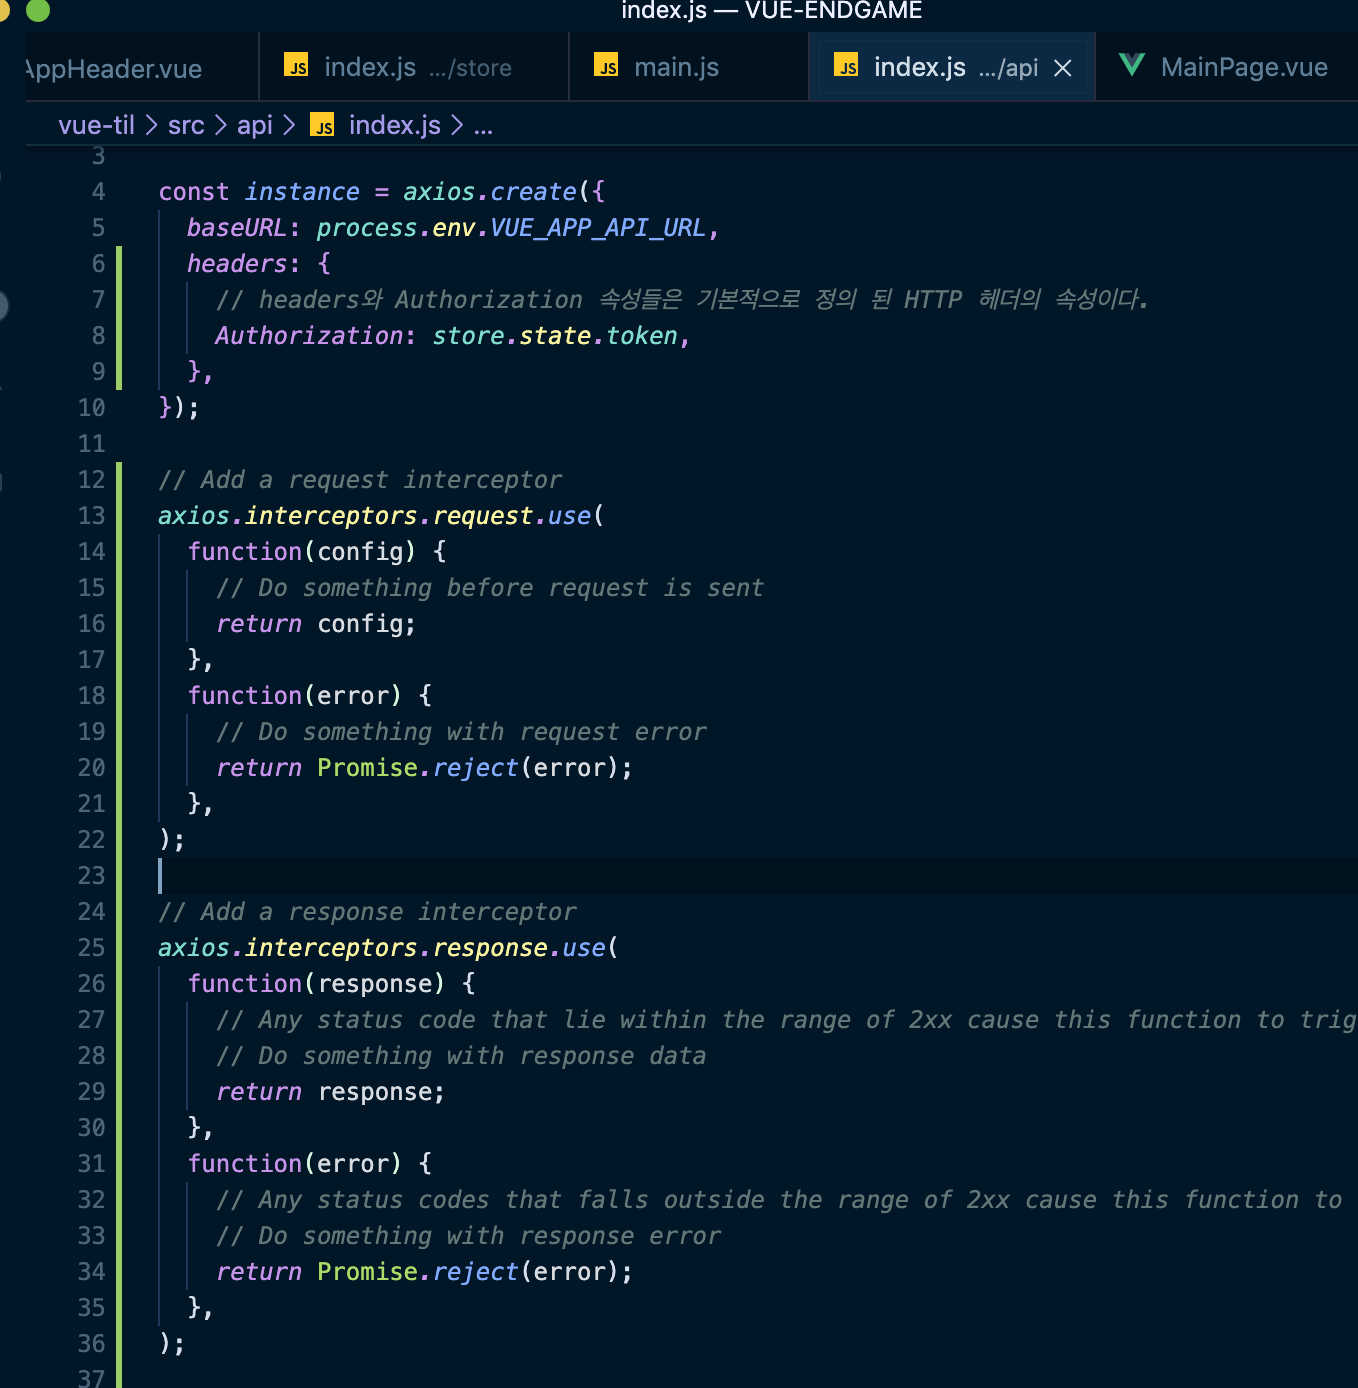 index.js — VUE-ENDGAME
AppHeader.vue JS index.js .../store JS main.js JS index.js .../api × MainPage.vue
vue-til > src > api > JS index.js > ...
3
4 const instance = axios.create({
5 baseURL: process.env.VUE_APP_API_URL,
6 headers: {
7 // headers와 Authorization 속성들은 기본적으로 정의 된 HTTP 헤더의 속성이다.
8 Authorization: store.state.token,
9 },
10 });
11
12 // Add a request interceptor
13 axios.interceptors.request.use(
14 function(config) {
15 // Do something before request is sent
16 return config;
17 },
18 function(error) {
19 // Do something with request error
20 return Promise.reject(error);
21 },
22 );
23
24 // Add a response interceptor
25 axios.interceptors.response.use(
26 function(response) {
27 // Any status code that lie within the range of 2xx cause this function to trig
28 // Do something with response data
29 return response;
30 },
31 function(error) {
32 // Any status codes that falls outside the range of 2xx cause this function to
33 // Do something with response error
34 return Promise.reject(error);
35 },
36 );
37